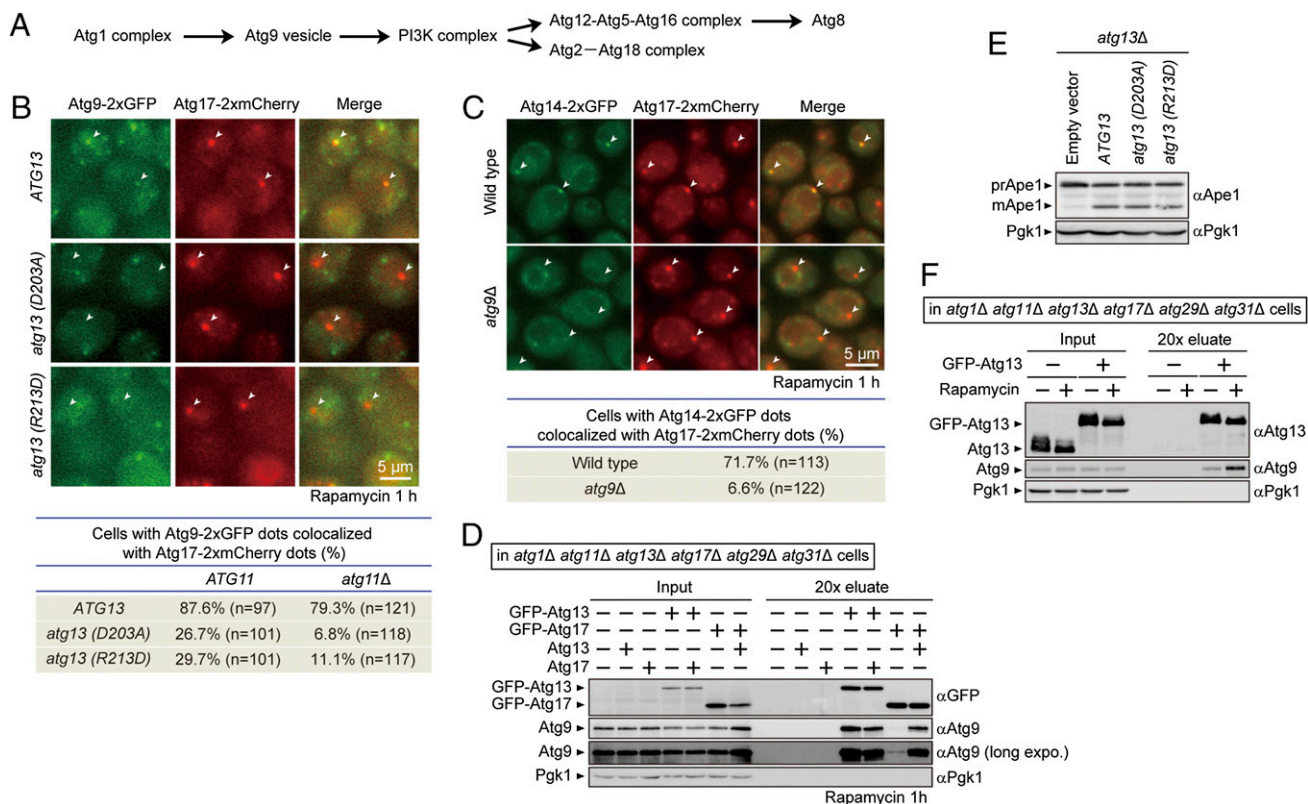 A
Atg1 complex → Atg9 vesicle → PI3K complex
Atg12-Atg5-Atg16 complex → Atg8
Atg2—Atg18 complex
B
Atg9-2xGFP Atg17-2xmCherry Merge
ATG13
atg13 (D203A)
atg13 (R213D)
5 µm
Rapamycin 1 h
Cells with Atg9-2xGFP dots colocalized
with Atg17-2xmCherry dots (%)
ATG11 atg11Δ
ATG13 87.6% (n=97) 79.3% (n=121)
atg13 (D203A) 26.7% (n=101) 6.8% (n=118)
atg13 (R213D) 29.7% (n=101) 11.1% (n=117)
C
Atg14-2xGFP Atg17-2xmCherry Merge
Wild type
atg9Δ
5 µm
Rapamycin 1 h
Cells with Atg14-2xGFP dots
colocalized with Atg17-2xmCherry dots (%)
Wild type 71.7% (n=113)
atg9Δ 6.6% (n=122)
D
in atg1Δ atg11Δ atg13Δ atg17Δ atg29Δ atg31Δ cells
Input 20x eluate
GFP-Atg13 − − − + + − − − − − + + − −
GFP-Atg17 − − − − − + + − − − − − + +
Atg13 − + − − − − + − + − − − − +
Atg17 − − + − + − − − − + − + − −
GFP-Atg13
GFP-Atg17
αGFP
Atg9 αAtg9
Atg9 αAtg9 (long expo.)
Pgk1 αPgk1
Rapamycin 1h
E
atg13Δ
Empty vector
ATG13
atg13 (D203A)
atg13 (R213D)
prApe1
mApe1
αApe1
Pgk1 αPgk1
F
in atg1Δ atg11Δ atg13Δ atg17Δ atg29Δ atg31Δ cells
Input 20x eluate
GFP-Atg13 − + − +
Rapamycin − + − + − + − +
GFP-Atg13
Atg13
αAtg13
Atg9 αAtg9
Pgk1 αPgk1